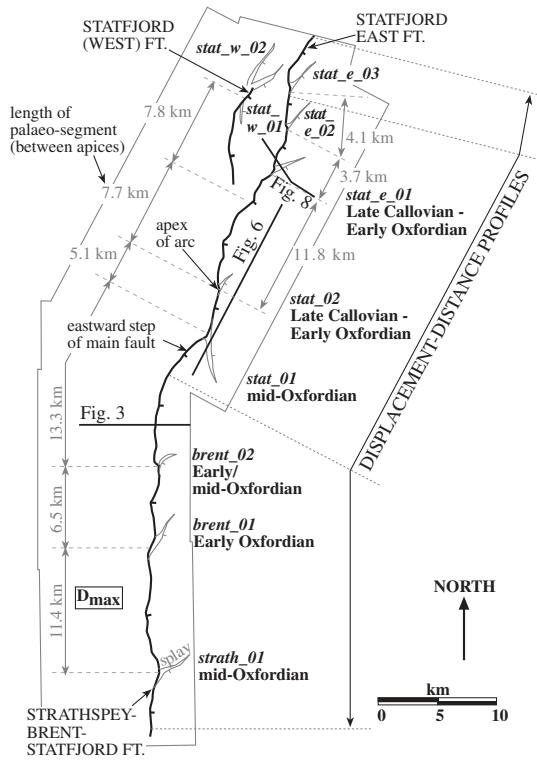 STATFJORD
(WEST) FT.
STATFJORD
EAST FT.
stat_w_02
stat_e_03
stat_
w_01
stat_
e_02
length of
palaeo-segment
(between apices)
7.8 km
4.1 km
7.7 km
3.7 km
Fig. 8
stat_e_01
Late Callovian -
Early Oxfordian
apex
of arc
Fig. 6
5.1 km
11.8 km
stat_02
Late Callovian -
Early Oxfordian
eastward step
of main fault
stat_01
mid-Oxfordian
DISPLACEMENT-DISTANCE PROFILES
13.3 km
Fig. 3
brent_02
Early/
mid-Oxfordian
6.5 km
brent_01
Early Oxfordian
11.4 km
Dmax
NORTH
splay
strath_01
mid-Oxfordian
STRATHSPEY-
BRENT-
STATFJORD FT.
km
0 5 10